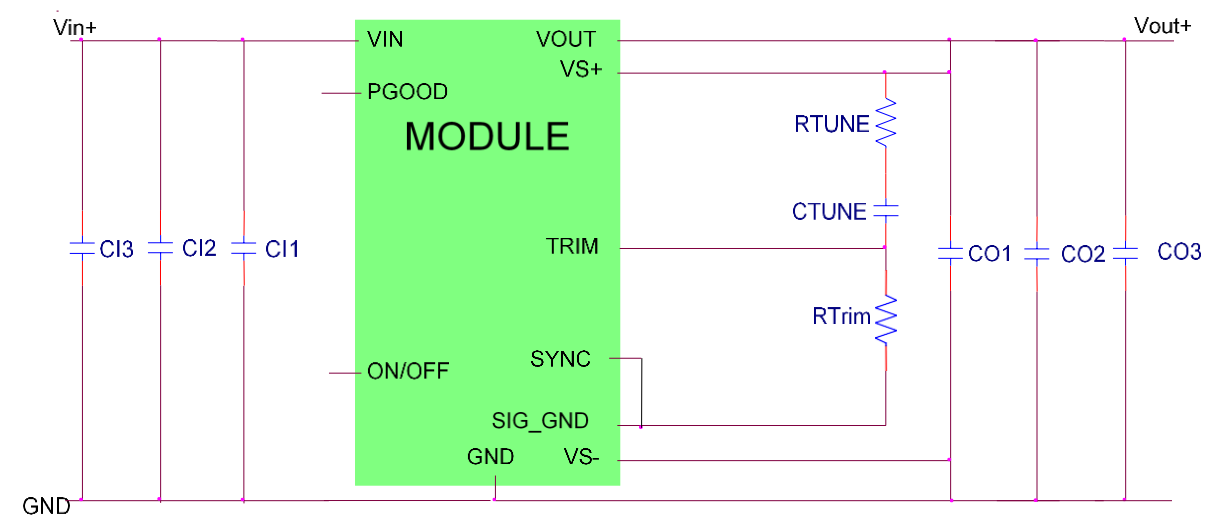 Vin+
Vout+
VIN
VOUT
VS+
PGOOD
MODULE
RTUNE
CTUNE
TRIM
CI3
CI2
CI1
CO1
CO2
CO3
RTrim
SYNC
ON/OFF
SIG_GND
GND
VS-
GND